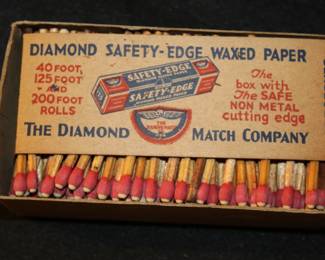 DIAMOND SAFETY-EDGE WAXED PAPER
40 FOOT,
125 FOOT
AND
200 FOOT
ROLLS
SAFETY-EDGE
SAFETY-EDGE
The
box with
The SAFE
NON METAL
cutting edge
THE DIAMOND MATCH COMPANY